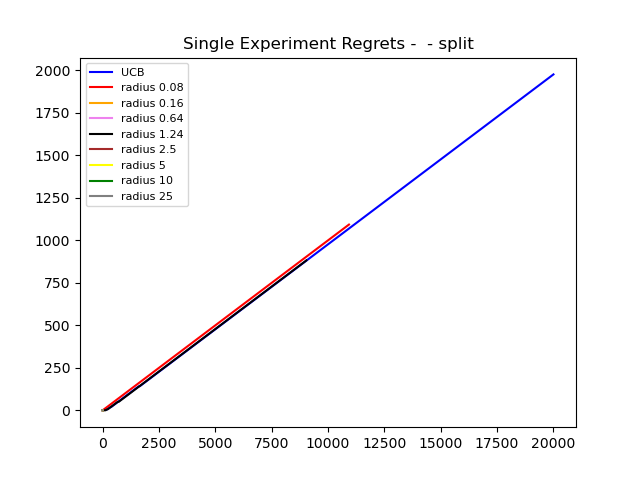 Single Experiment Regrets -  - split
2000
1750
1500
1250
1000
750
500
250
0
UCB
radius 0.08
radius 0.16
radius 0.64
radius 1.24
radius 2.5
radius 5
radius 10
radius 25
0 2500 5000 7500 10000 12500 15000 17500 20000